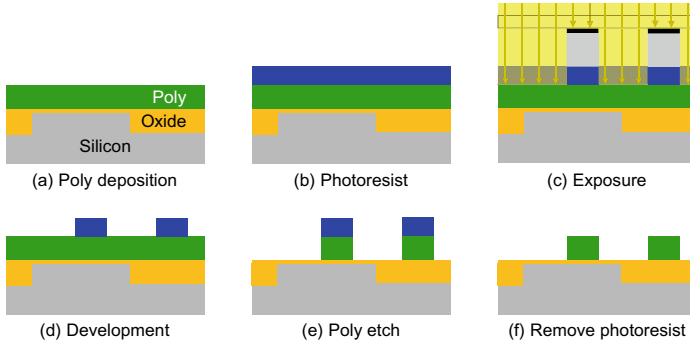 Poly
Oxide
Silicon
(a) Poly deposition
(b) Photoresist
(c) Exposure
(d) Development
(e) Poly etch
(f) Remove photoresist